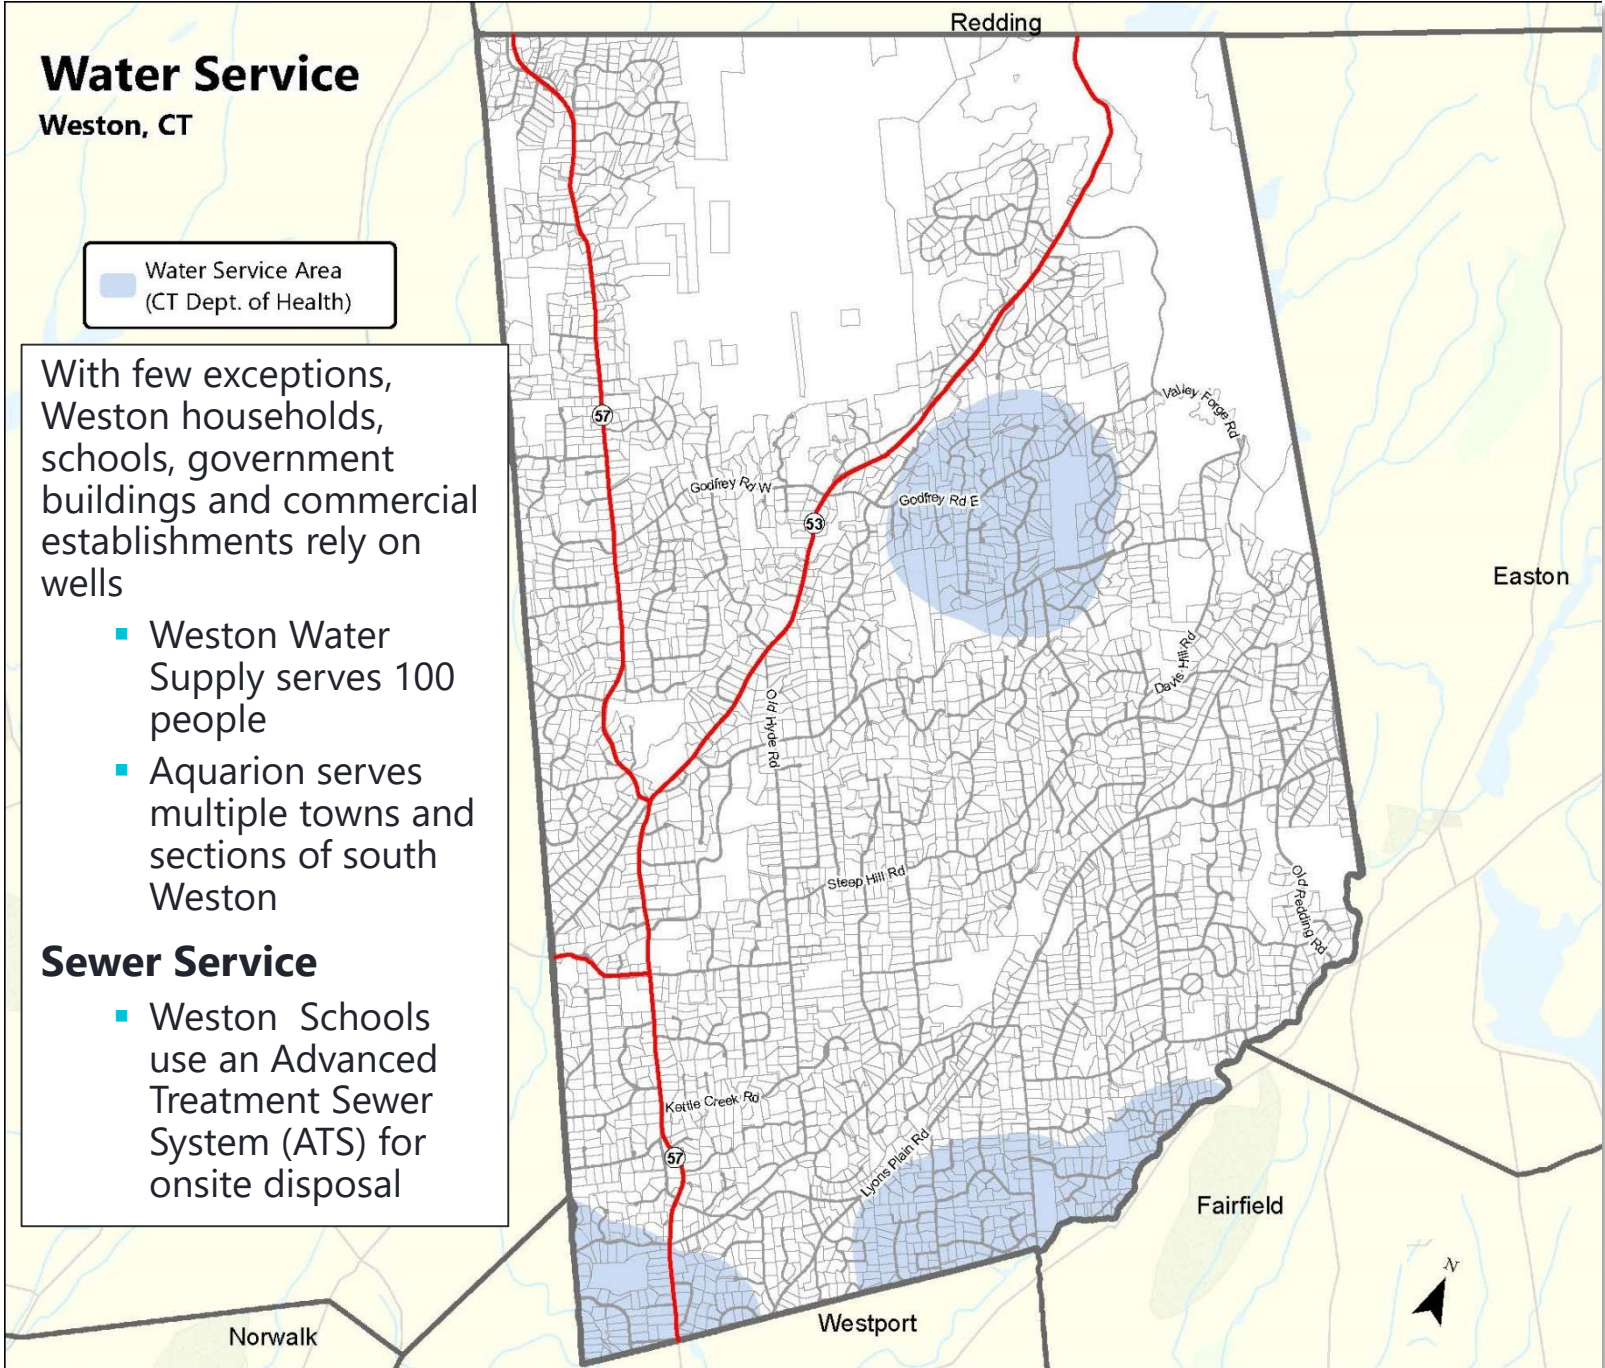 Redding
Water Service
Weston, CT
Water Service Area
(CT Dept. of Health)
With few exceptions,
Weston households,
schools, government
buildings and commercial
establishments rely on
wells
▪ Weston Water
Supply serves 100
people
▪ Aquarion serves
multiple towns and
sections of south
Weston
Sewer Service
▪ Weston Schools
use an Advanced
Treatment Sewer
System (ATS) for
onsite disposal
57
Valley Forge Rd
Godfrey Rd W
Godfrey Rd E
53
Easton
Davis Hill Rd
Old Hyde Rd
Steep Hill Rd
Old Redding Rd
Kettle Creek Rd
Lyons Plain Rd
57
Fairfield
N
Westport
Norwalk